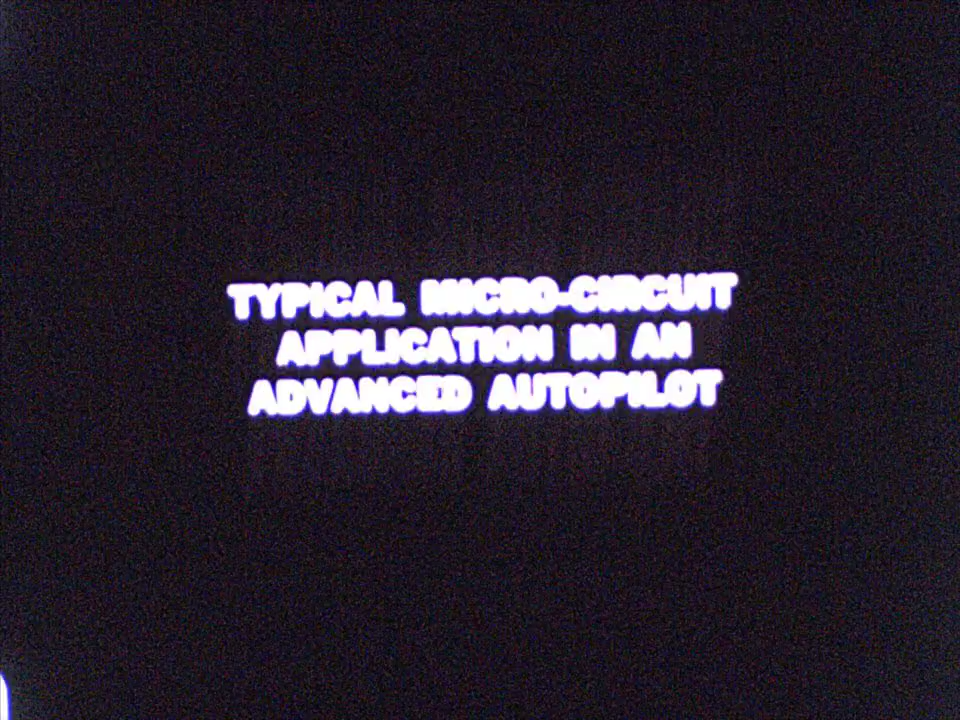 TYPICAL MICRO-CIRCUIT
APPLICATION IN AN
ADVANCED AUTOPILOT